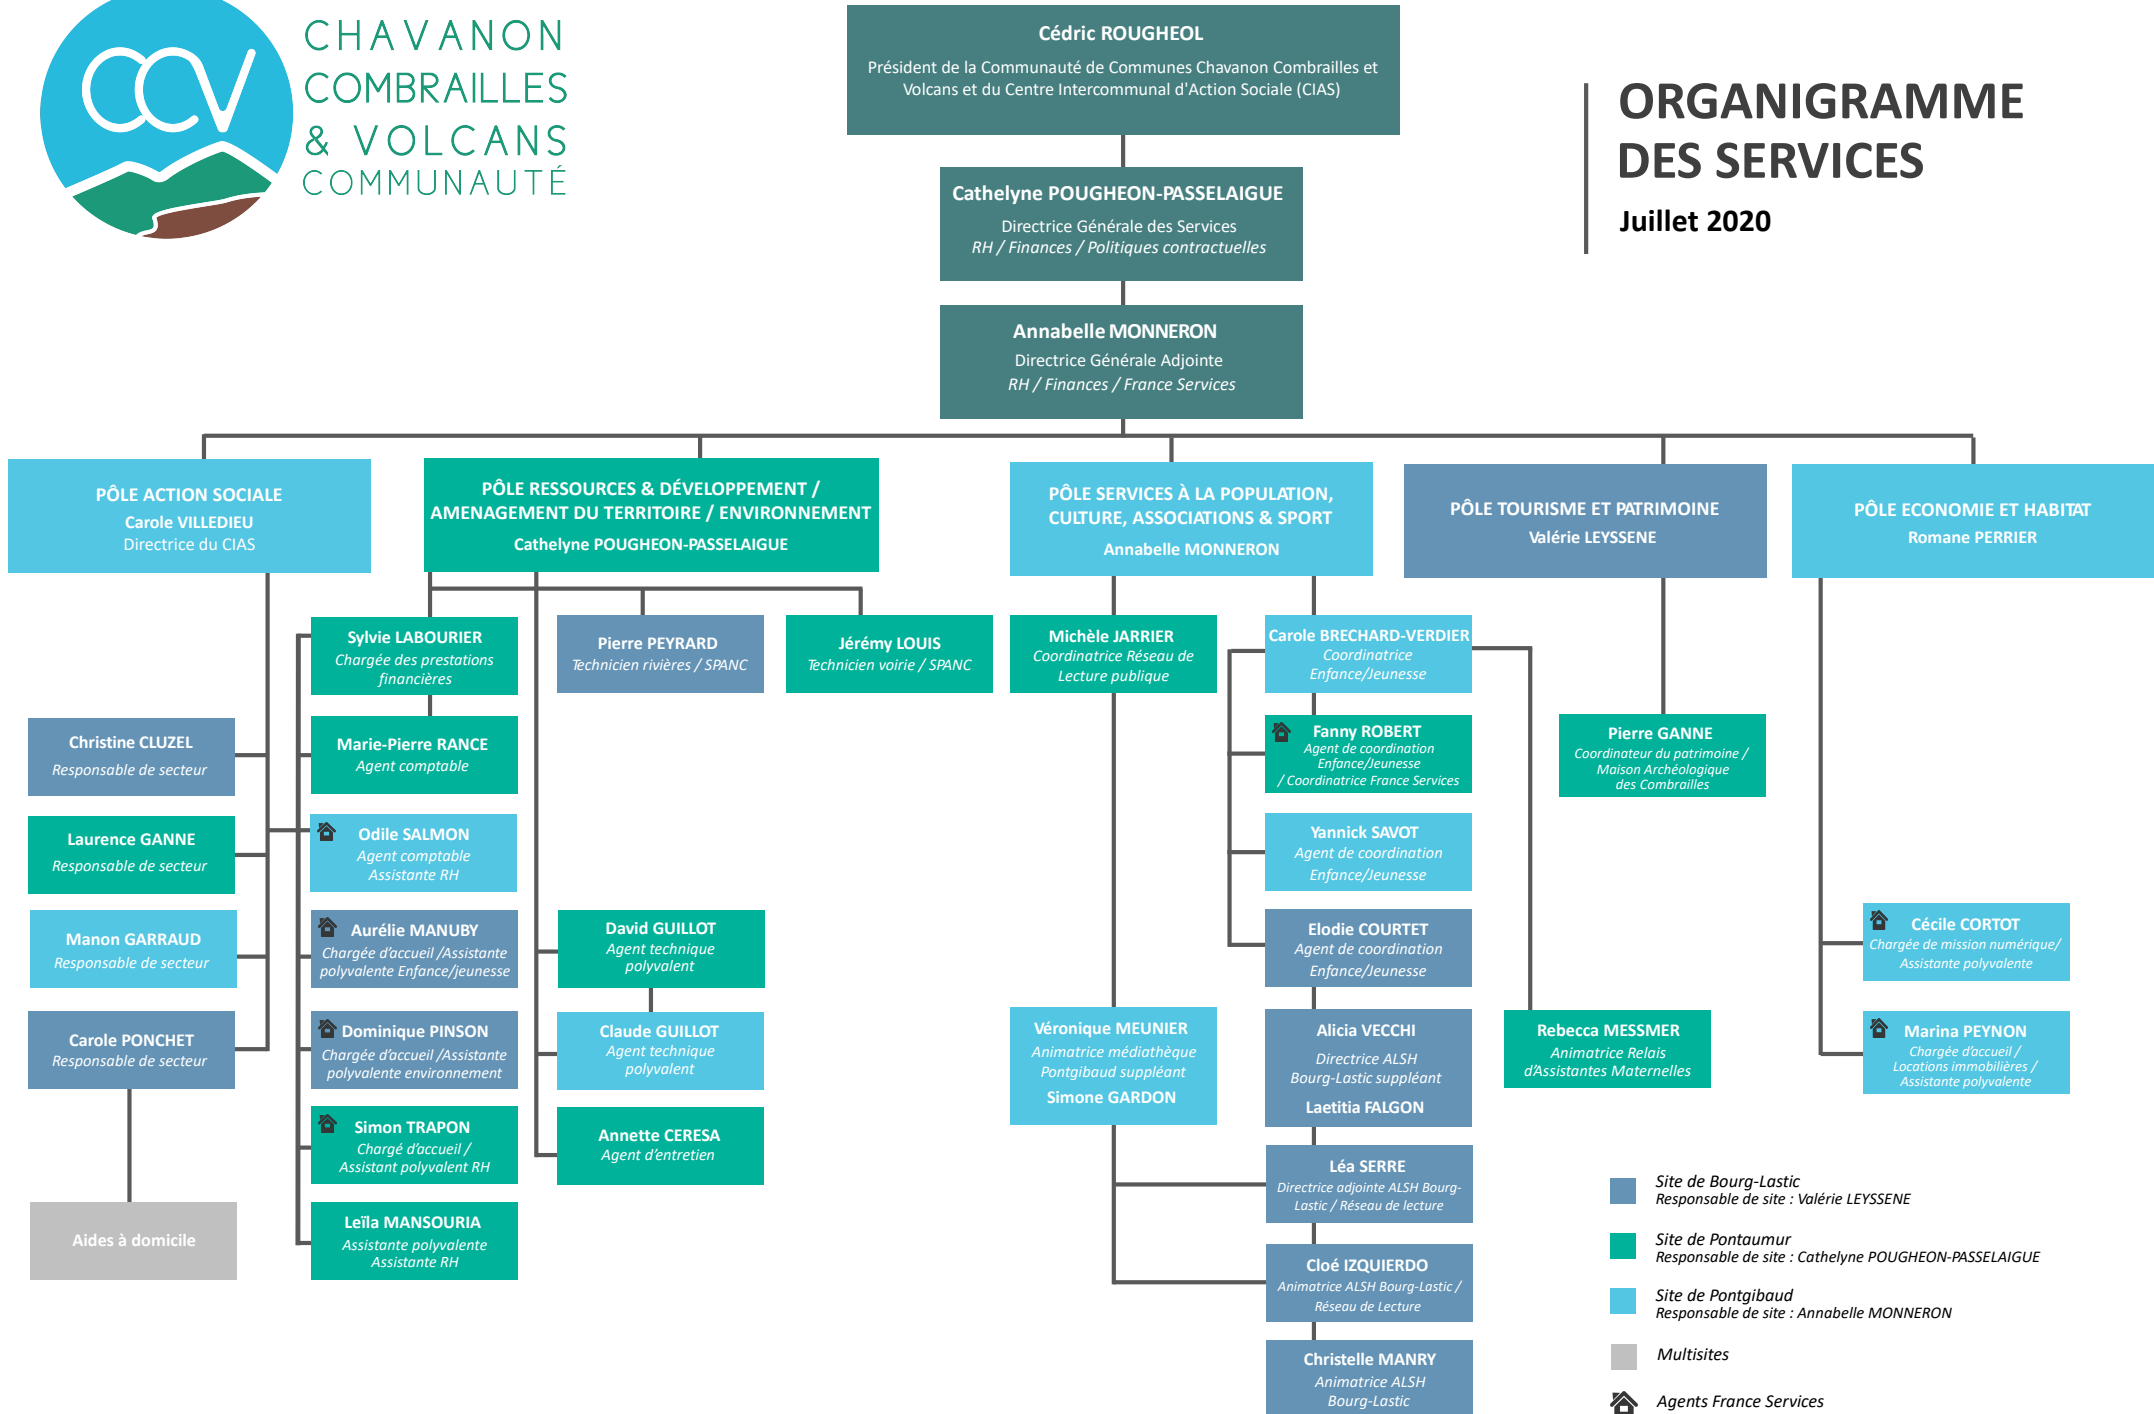 CCV
CHAVANON
COMBRAILLES
& VOLCANS
COMMUNAUTÉ
Cédric ROUGHEOL
Président de la Communauté de Communes Chavanon Combrailles et
Volcans et du Centre Intercommunal d'Action Sociale (CIAS)
ORGANIGRAMME
DES SERVICES
Juillet 2020
Cathelyne POUGHEON-PASSELAIGUE
Directrice Générale des Services
RH / Finances / Politiques contractuelles
Annabelle MONNERON
Directrice Générale Adjointe
RH / Finances / France Services
PÔLE ACTION SOCIALE
Carole VILLEDIEU
Directrice du CIAS
PÔLE RESSOURCES & DÉVELOPPEMENT /
AMENAGEMENT DU TERRITOIRE / ENVIRONNEMENT
Cathelyne POUGHEON-PASSELAIGUE
PÔLE SERVICES À LA POPULATION,
CULTURE, ASSOCIATIONS & SPORT
Annabelle MONNERON
PÔLE TOURISME ET PATRIMOINE
Valérie LEYSSENE
PÔLE ECONOMIE ET HABITAT
Romane PERRIER
Christine CLUZEL
Responsable de secteur
Laurence GANNE
Responsable de secteur
Manon GARRAUD
Responsable de secteur
Carole PONCHET
Responsable de secteur
Aides à domicile
Sylvie LABOURIER
Chargée des prestations
financières
Marie-Pierre RANCE
Agent comptable
Odile SALMON
Agent comptable
Assistante RH
Aurélie MANUBY
Chargée d'accueil /Assistante
polyvalente Enfance/jeunesse
Dominique PINSON
Chargée d'accueil /Assistante
polyvalente environnement
Simon TRAPON
Chargé d'accueil /
Assistant polyvalent RH
Leïla MANSOURIA
Assistante polyvalente
Assistante RH
Pierre PEYRARD
Technicien rivières / SPANC
Jérémy LOUIS
Technicien voirie / SPANC
David GUILLOT
Agent technique
polyvalent
Claude GUILLOT
Agent technique
polyvalent
Annette CERESA
Agent d'entretien
Michèle JARRIER
Coordinatrice Réseau de
Lecture publique
Véronique MEUNIER
Animatrice médiathèque
Pontgibaud suppléant
Simone GARDON
Carole BRECHARD-VERDIER
Coordinatrice
Enfance/Jeunesse
Fanny ROBERT
Agent de coordination
Enfance/Jeunesse
/ Coordinatrice France Services
Yannick SAVOT
Agent de coordination
Enfance/Jeunesse
Elodie COURTET
Agent de coordination
Enfance/Jeunesse
Alicia VECCHI
Directrice ALSH
Bourg-Lastic suppléant
Laetitia FALGON
Léa SERRE
Directrice adjointe ALSH Bourg-
Lastic / Réseau de lecture
Cloé IZQUIERDO
Animatrice ALSH Bourg-Lastic /
Réseau de Lecture
Christelle MANRY
Animatrice ALSH
Bourg-Lastic
Rebecca MESSMER
Animatrice Relais
d'Assistantes Maternelles
Pierre GANNE
Coordinateur du patrimoine /
Maison Archéologique
des Combrailles
Cécile CORTOT
Chargée de mission numérique/
Assistante polyvalente
Marina PEYNON
Chargée d'accueil /
Locations immobilières /
Assistante polyvalente
Site de Bourg-Lastic
Responsable de site : Valérie LEYSSENE
Site de Pontaumur
Responsable de site : Cathelyne POUGHEON-PASSELAIGUE
Site de Pontgibaud
Responsable de site : Annabelle MONNERON
Multisites
Agents France Services